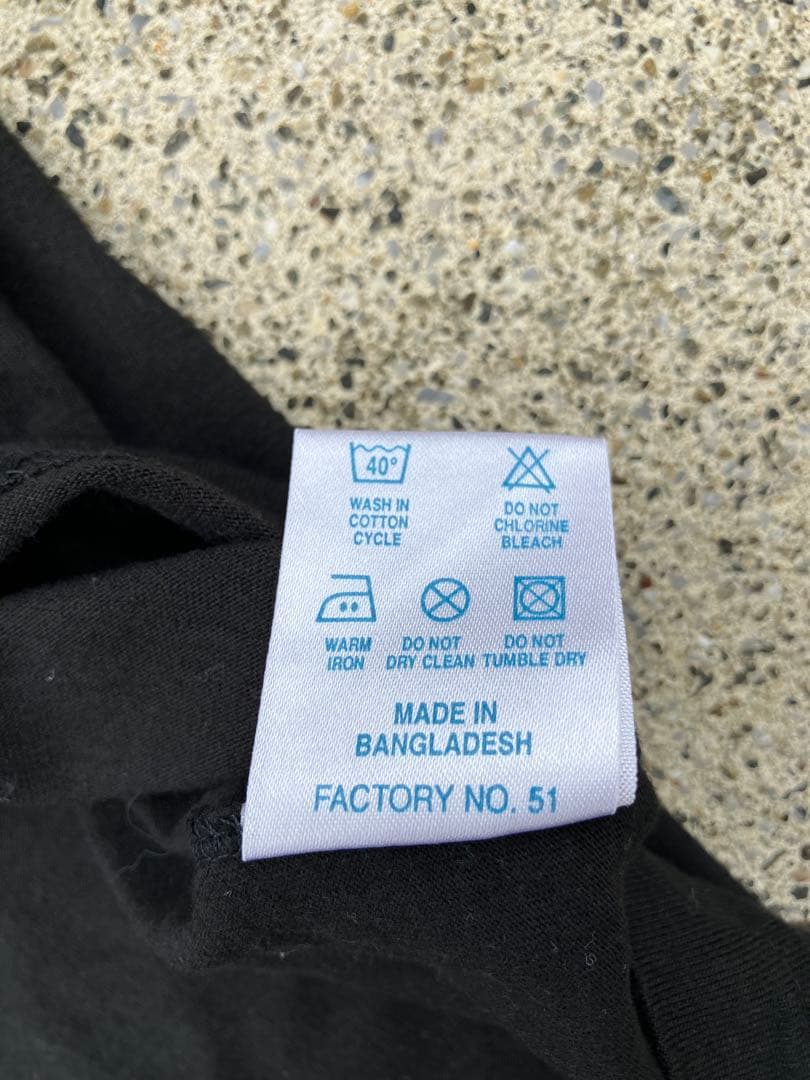 40°
WASH IN
COTTON
CYCLE
DO NOT
CHLORINE
BLEACH
WARM
IRON
DO NOT
DRY CLEAN
DO NOT
TUMBLE DRY
MADE IN
BANGLADESH
FACTORY NO. 51